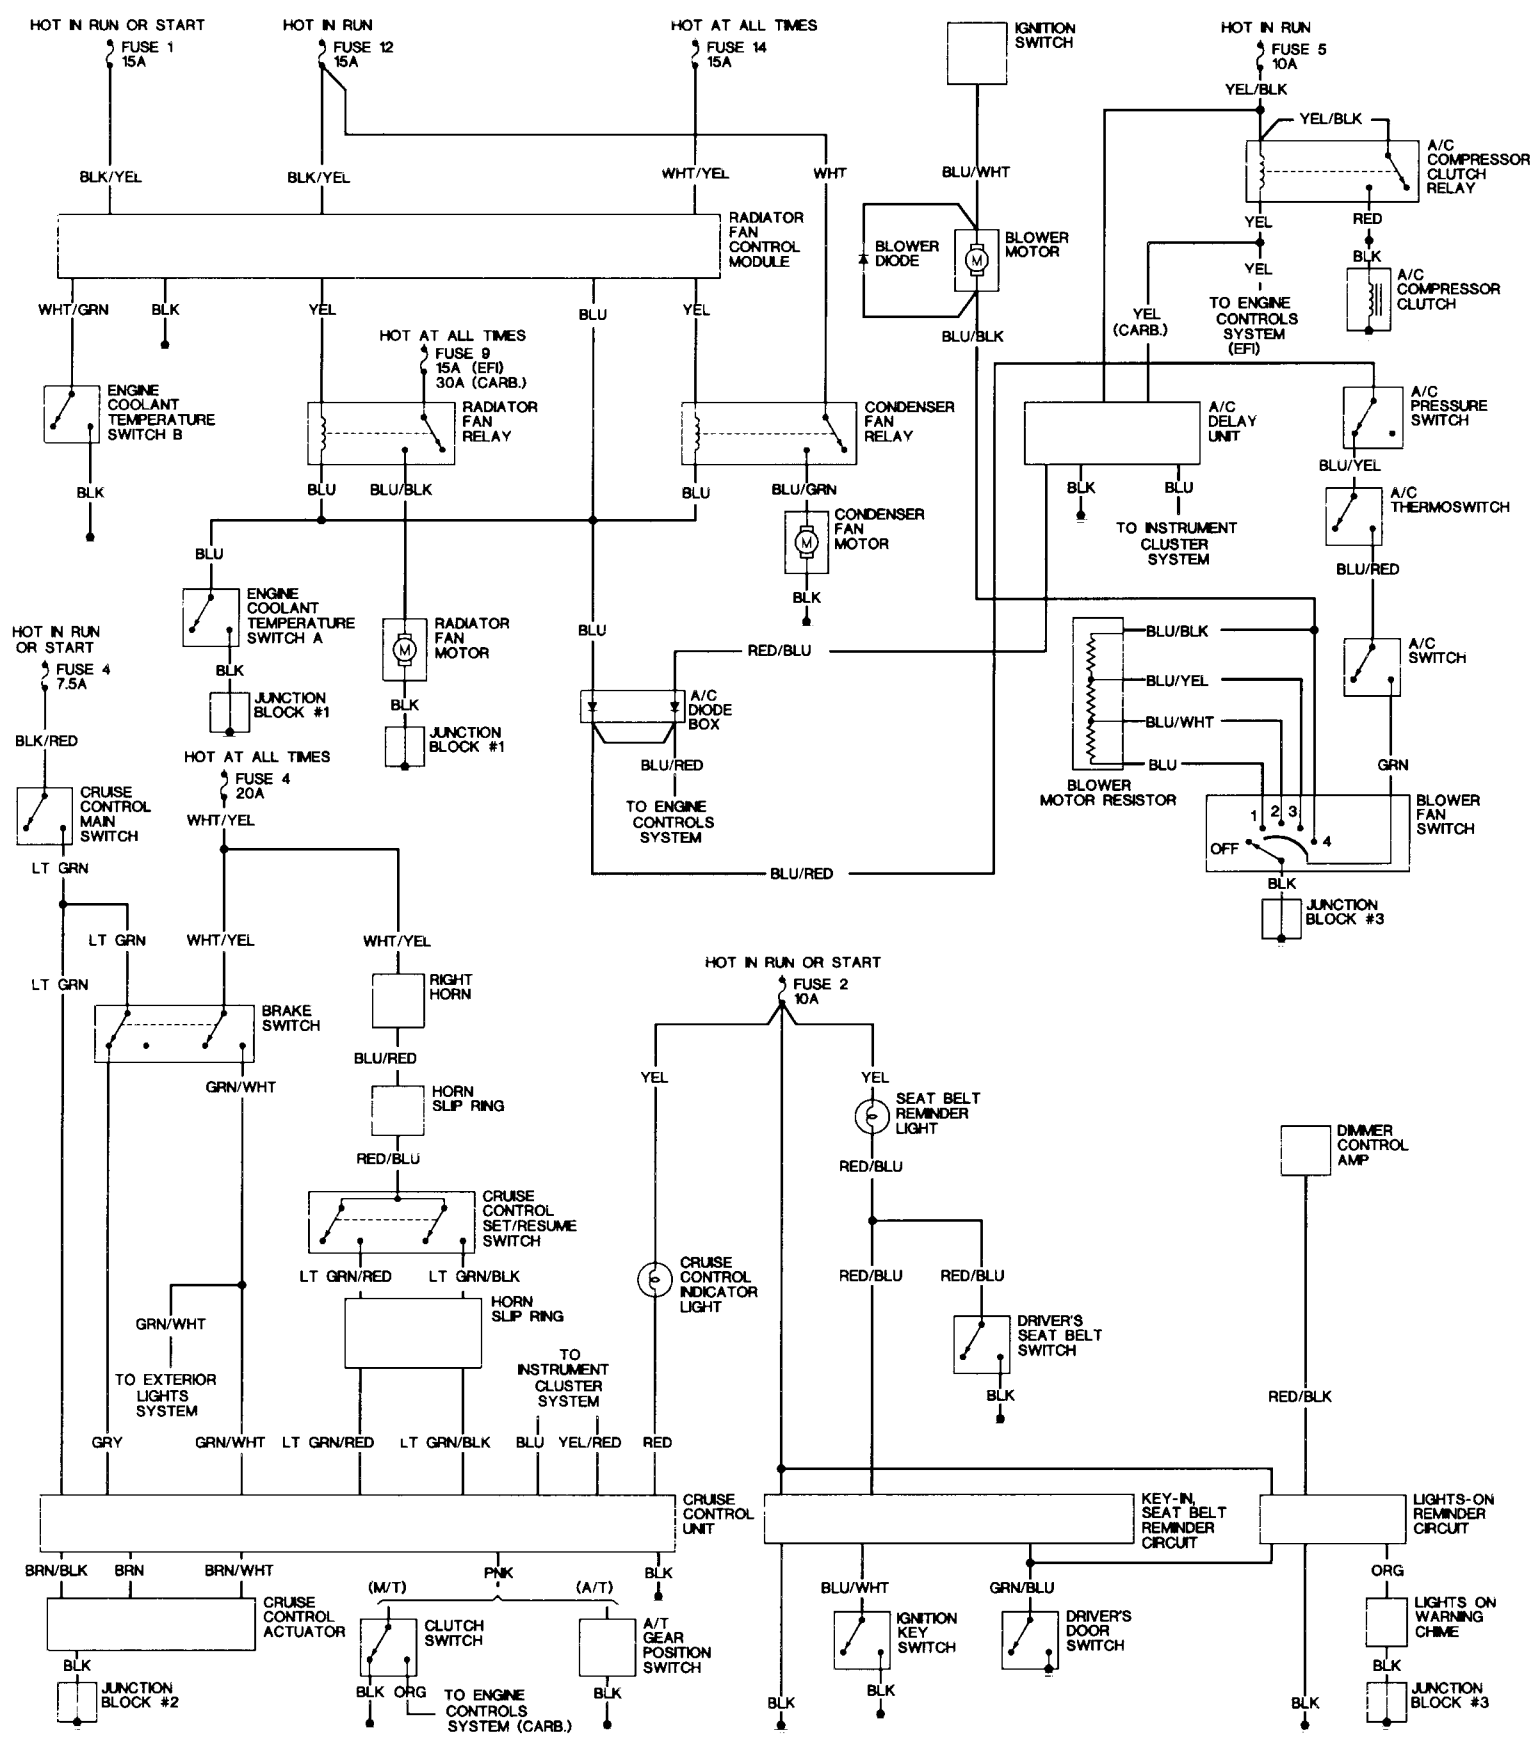 HOT IN RUN OR START
FUSE 1
15A
HOT IN RUN
FUSE 12
15A
HOT AT ALL TIMES
FUSE 14
15A
IGNITION
SWITCH
HOT IN RUN
FUSE 5
10A
YEL/BLK
YEL/BLK
A/C
COMPRESSOR
CLUTCH
RELAY
BLK/YEL
BLK/YEL
WHT/YEL
WHT
BLU/WHT
RADIATOR
FAN
CONTROL
MODULE
BLOWER
DIODE
M
BLOWER
MOTOR
YEL
RED
YEL
BLK
A/C
COMPRESSOR
CLUTCH
WHT/GRN
BLK
YEL
BLU
YEL
BLU/BLK
YEL
(CARB.)
TO ENGINE
CONTROLS
SYSTEM
(EFI)
HOT AT ALL TIMES
FUSE 9
15A (EFI)
30A (CARB.)
ENGINE
COOLANT
TEMPERATURE
SWITCH B
RADIATOR
FAN
RELAY
CONDENSER
FAN
RELAY
A/C
DELAY
UNIT
A/C
PRESSURE
SWITCH
BLU/YEL
BLK
BLU
BLU/BLK
BLU
BLU/GRN
BLK
BLU
A/C
THERMOSWITCH
M
CONDENSER
FAN
MOTOR
TO INSTRUMENT
CLUSTER
SYSTEM
BLU
BLU/RED
BLK
ENGINE
COOLANT
TEMPERATURE
SWITCH A
M
RADIATOR
FAN
MOTOR
BLU
RED/BLU
BLU/BLK
BLU/YEL
BLU/WHT
BLU
A/C
SWITCH
HOT IN RUN
OR START
FUSE 4
7.5A
BLK
JUNCTION
BLOCK #1
BLK
JUNCTION
BLOCK #1
A/C
DIODE
BOX
BLK/RED
HOT AT ALL TIMES
FUSE 4
20A
BLU/RED
BLOWER
MOTOR RESISTOR
GRN
CRUISE
CONTROL
MAIN
SWITCH
WHT/YEL
TO ENGINE
CONTROLS
SYSTEM
1
2
3
4
OFF
BLOWER
FAN
SWITCH
LT GRN
BLU/RED
BLK
JUNCTION
BLOCK #3
LT GRN
WHT/YEL
WHT/YEL
LT GRN
RIGHT
HORN
HOT IN RUN OR START
FUSE 2
10A
BRAKE
SWITCH
BLU/RED
GRN/WHT
HORN
SLIP RING
YEL
YEL
SEAT BELT
REMINDER
LIGHT
DIMMER
CONTROL
AMP
RED/BLU
RED/BLU
CRUISE
CONTROL
SET/RESUME
SWITCH
LT GRN/RED
LT GRN/BLK
CRUISE
CONTROL
INDICATOR
LIGHT
RED/BLU
RED/BLU
HORN
SLIP RING
GRN/WHT
DRIVER'S
SEAT BELT
SWITCH
TO EXTERIOR
LIGHTS
SYSTEM
TO
INSTRUMENT
CLUSTER
SYSTEM
BLK
RED/BLK
GRY
GRN/WHT
LT GRN/RED
LT GRN/BLK
BLU
YEL/RED
RED
CRUISE
CONTROL
UNIT
KEY-IN,
SEAT BELT
REMINDER
CIRCUIT
LIGHTS-ON
REMINDER
CIRCUIT
BRN/BLK
BRN
BRN/WHT
PNK
BLK
(M/T)
(A/T)
BLU/WHT
GRN/BLU
ORG
CRUISE
CONTROL
ACTUATOR
CLUTCH
SWITCH
A/T
GEAR
POSITION
SWITCH
IGNITION
KEY
SWITCH
DRIVER'S
DOOR
SWITCH
LIGHTS ON
WARNING
CHIME
BLK
JUNCTION
BLOCK #2
BLK
ORG
TO ENGINE
CONTROLS
SYSTEM (CARB.)
BLK
BLK
BLK
BLK
BLK
JUNCTION
BLOCK #3